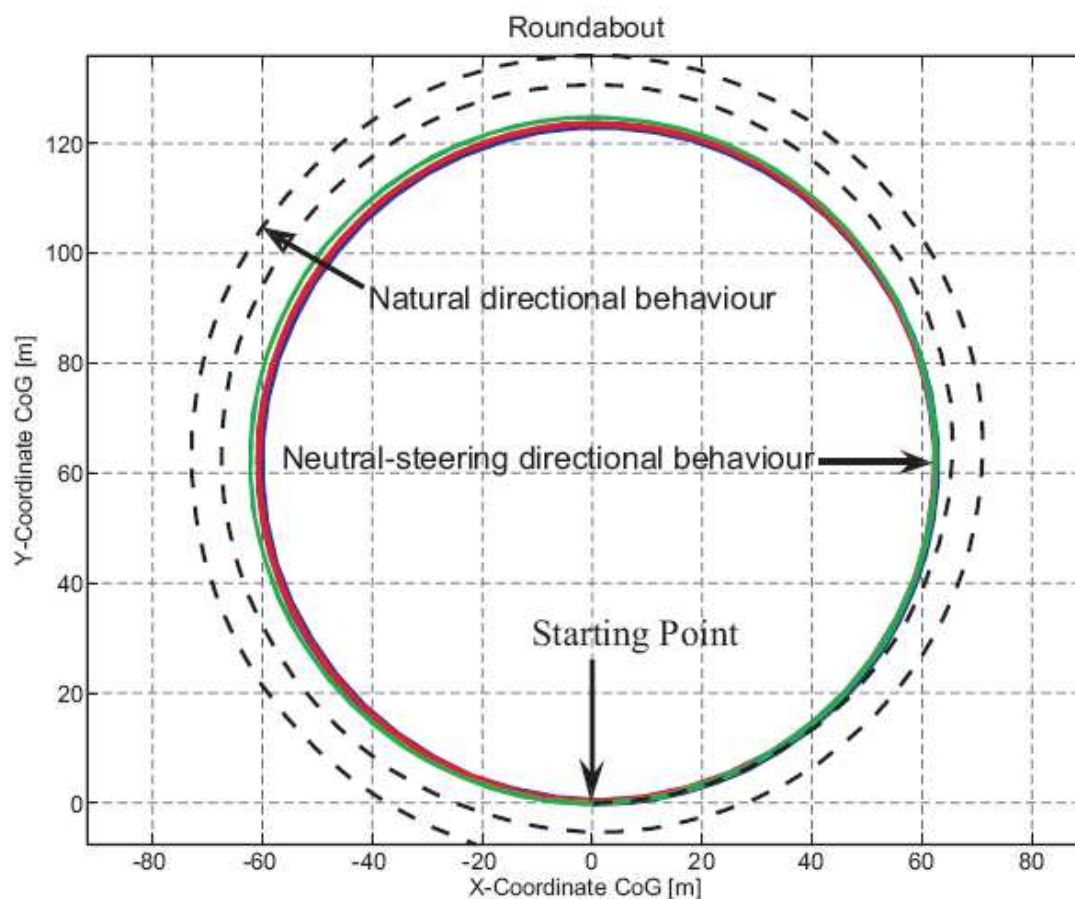 Roundabout
120
100
Natural directional behaviour
80
Neutral-steering directional behaviour
60
Y-Coordinate CoG [m]
40
Starting Point
20
0
-80 -60 -40 -20 0 20 40 60 80
X-Coordinate CoG [m]